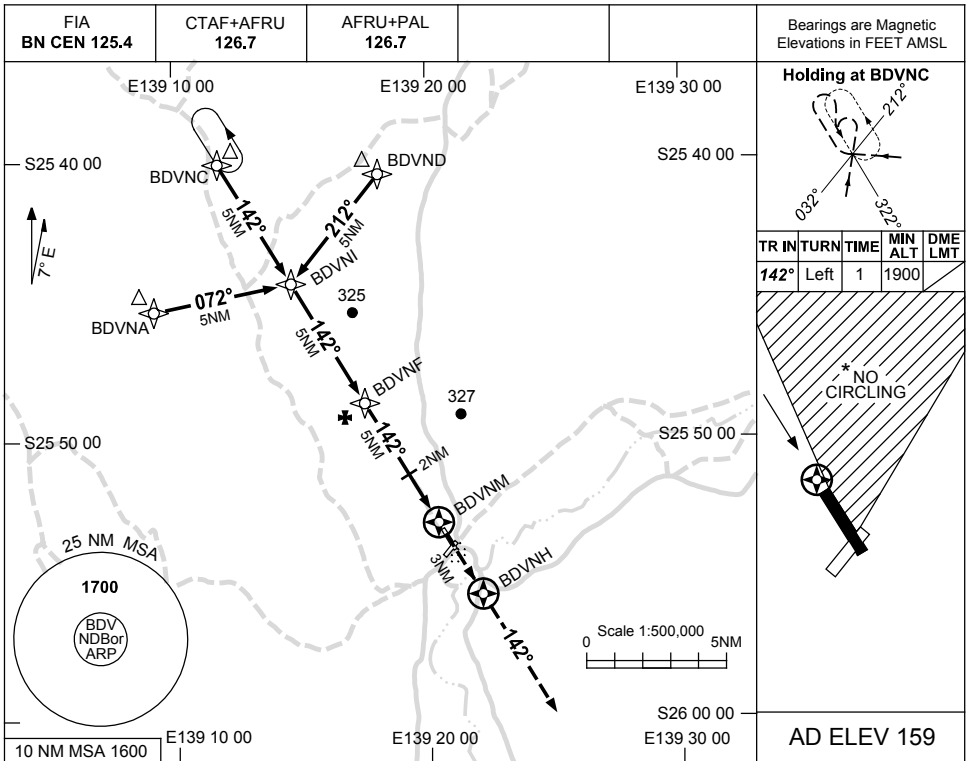 FIA
BN CEN 125.4
CTAF+AFRU
126.7
AFRU+PAL
126.7
Bearings are Magnetic
Elevations in FEET AMSL
E139 10 00
E139 20 00
E139 30 00
Holding at BDVNC
212°
032°
322°
S25 40 00
S25 40 00
BDVNC
BDVND
142°
5NM
212°
5NM
7° E
BDVNI
TR IN
TURN
TIME
MIN ALT
DME LMT
142°
Left
1
1900
072°
5NM
BDVNA
325
142°
5NM
BDVNF
* NO
CIRCLING
327
S25 50 00
S25 50 00
142°
5NM
2NM
BDVNM
3NM
BDVNH
142°
25 NM MSA
1700
BDV
NDBor
ARP
Scale 1:500,000
0
5NM
S26 00 00
E139 10 00
E139 20 00
E139 30 00
10 NM MSA 1600
AD ELEV 159